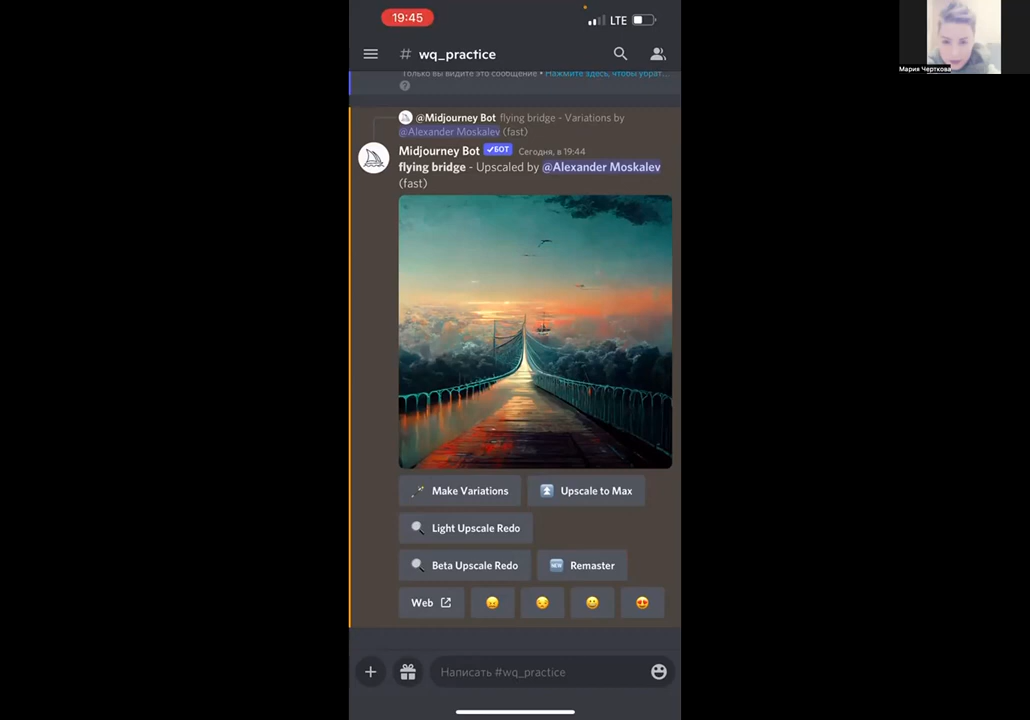 19:45
LTE
# wq_practice
Мария Черткова
Только вы видите это сообщение • Нажмите здесь, чтобы убрат...
@Midjourney Bot flying bridge - Variations by
@Alexander Moskalev (fast)
Midjourney Bot ✓БОТ Сегодня, в 19:44
flying bridge - Upscaled by @Alexander Moskalev
(fast)
Make Variations
Upscale to Max
Light Upscale Redo
Beta Upscale Redo
NEW Remaster
Web
Написать #wq_practice